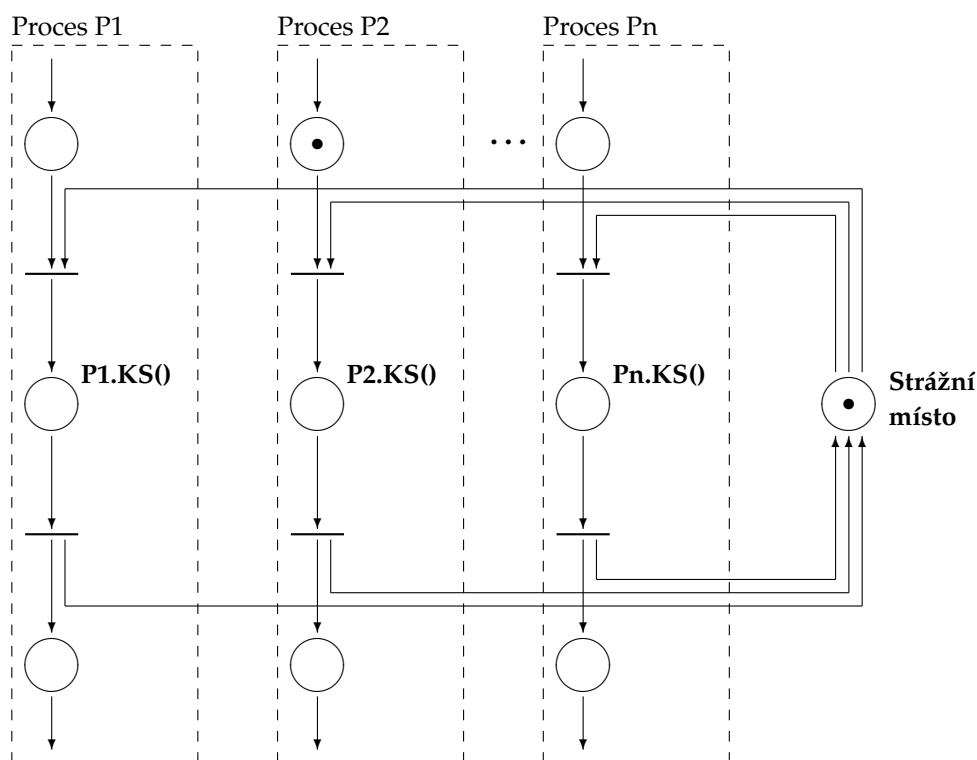 Proces P1
Proces P2
Proces Pn
...
P1.KS()
P2.KS()
Pn.KS()
Strážní
místo